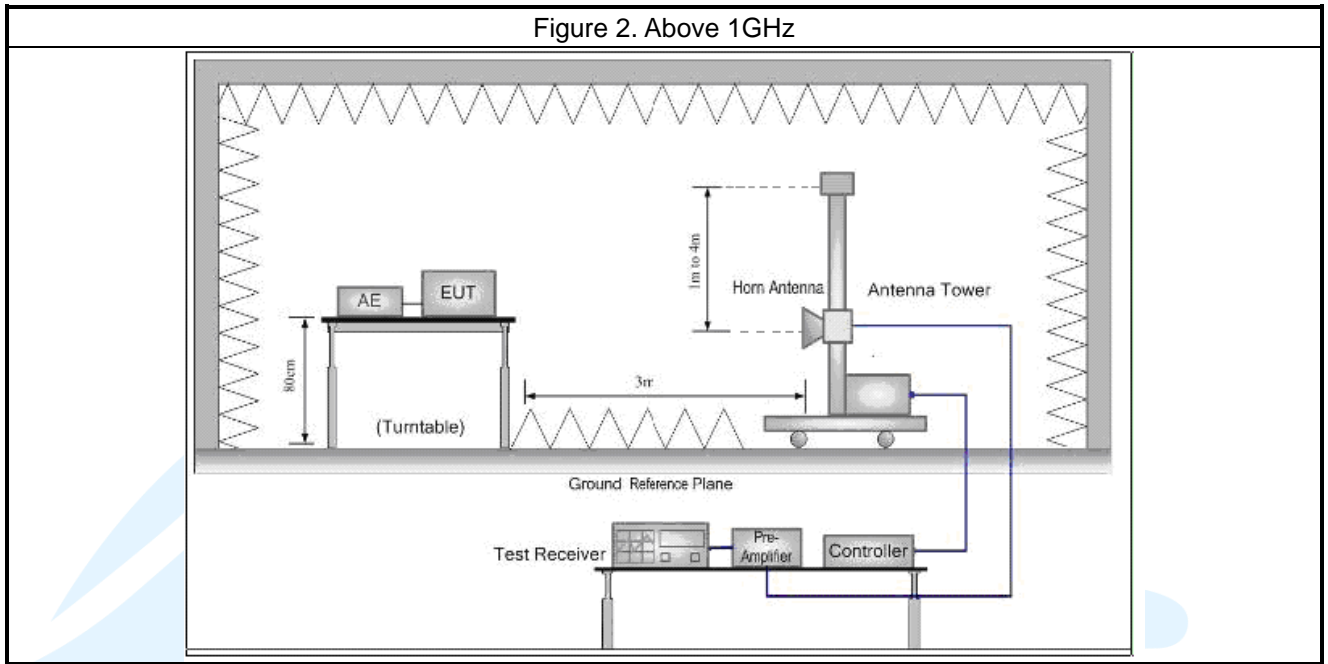 Figure 2. Above 1GHz
1m to 4m
Horn Antenna
Antenna Tower
AE
EUT
80cm
3m
(Turntable)
Ground Reference Plane
Test Receiver
Pre-
Amplifier
Controller